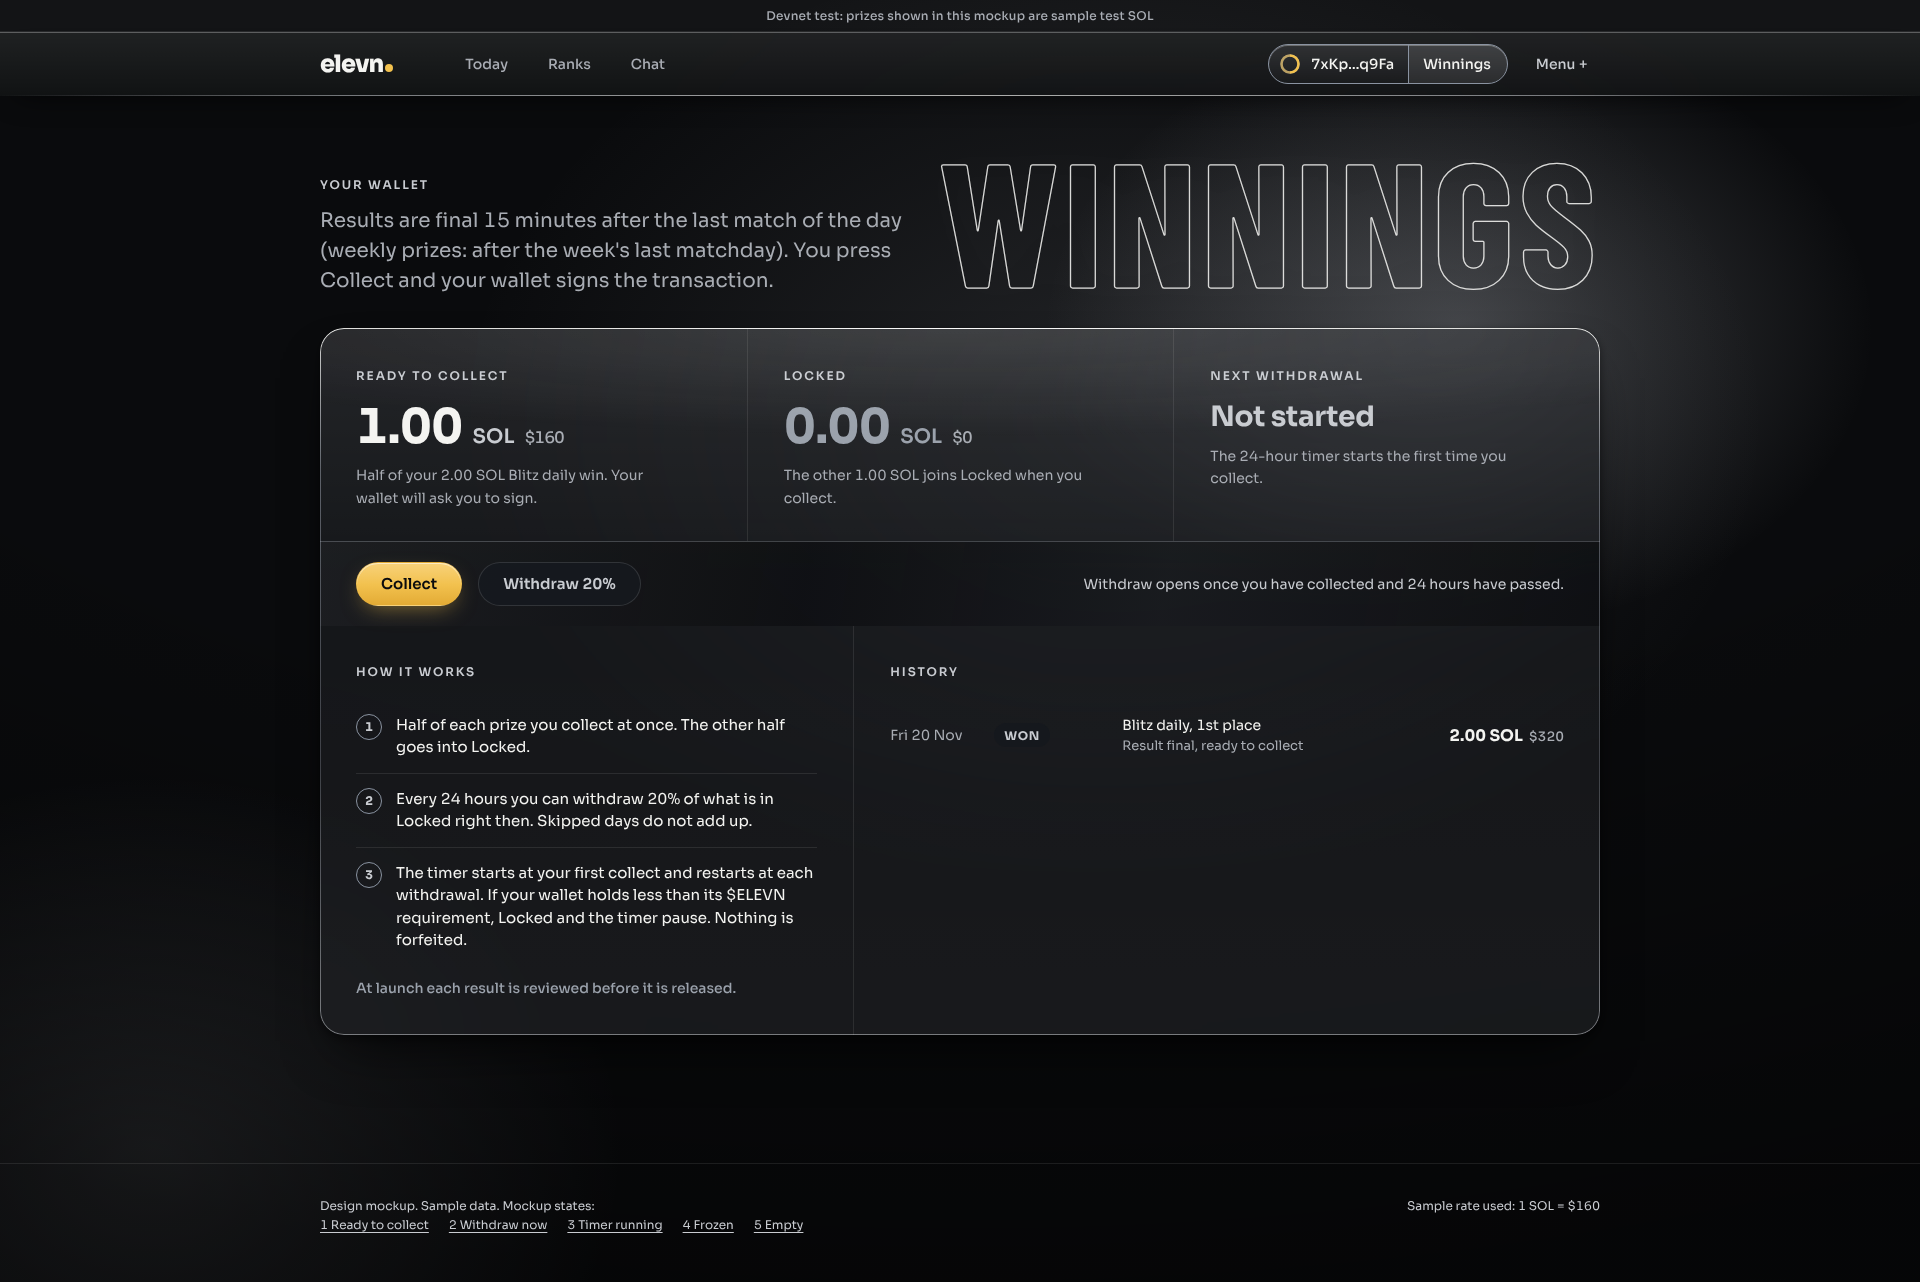 Devnet test: prizes shown in this mockup are sample test SOL
elevn.
Today
Ranks
Chat
7xKp...q9Fa
Winnings
Menu +
YOUR WALLET
Results are final 15 minutes after the last match of the day
(weekly prizes: after the week's last matchday). You press
Collect and your wallet signs the transaction.
WINNINGS
READY TO COLLECT
1.00 SOL $160
Half of your 2.00 SOL Blitz daily win. Your
wallet will ask you to sign.
LOCKED
0.00 SOL $0
The other 1.00 SOL joins Locked when you
collect.
NEXT WITHDRAWAL
Not started
The 24-hour timer starts the first time you
collect.
Collect
Withdraw 20%
Withdraw opens once you have collected and 24 hours have passed.
HOW IT WORKS
1 Half of each prize you collect at once. The other half
goes into Locked.
2 Every 24 hours you can withdraw 20% of what is in
Locked right then. Skipped days do not add up.
3 The timer starts at your first collect and restarts at each
withdrawal. If your wallet holds less than its $ELEVN
requirement, Locked and the timer pause. Nothing is
forfeited.
At launch each result is reviewed before it is released.
HISTORY
Fri 20 Nov
WON
Blitz daily, 1st place
Result final, ready to collect
2.00 SOL $320
Design mockup. Sample data. Mockup states:
1 Ready to collect
2 Withdraw now
3 Timer running
4 Frozen
5 Empty
Sample rate used: 1 SOL = $160